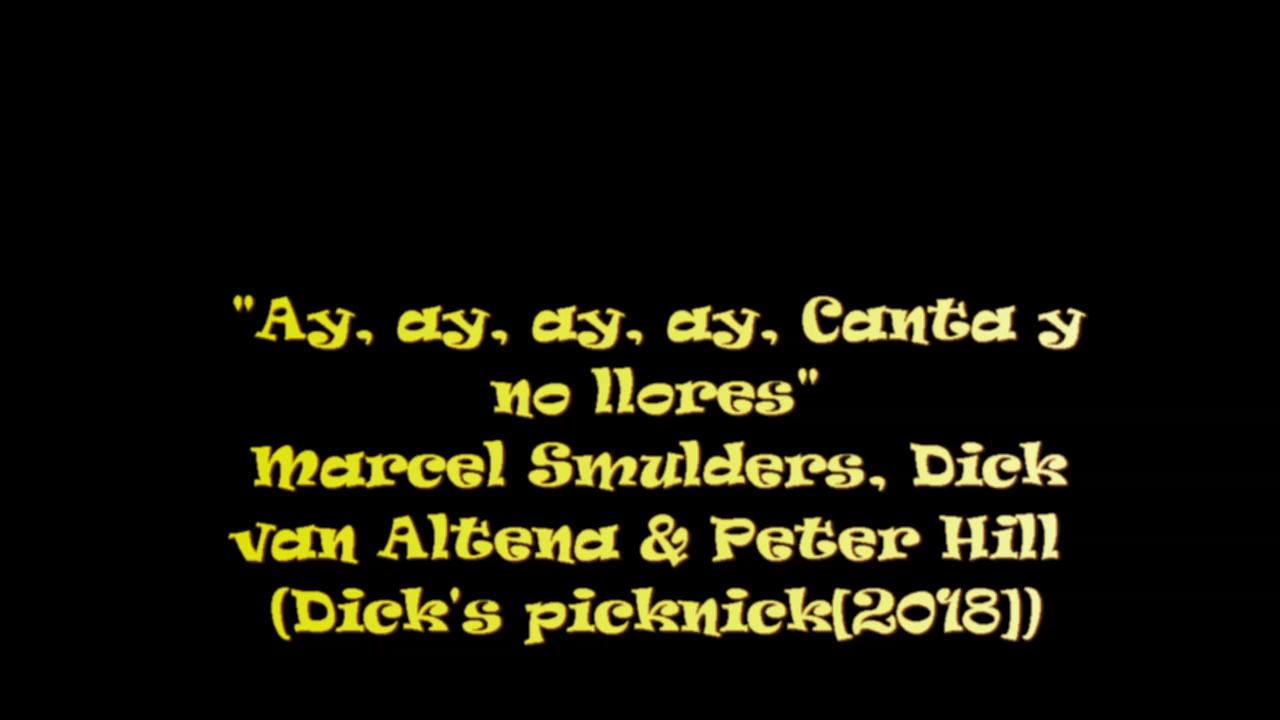 "Ay, ay, ay, ay, Canta y
no llores"
Marcel Smulders, Dick
van Altena & Peter Hill
(Dick's picknick[2018])